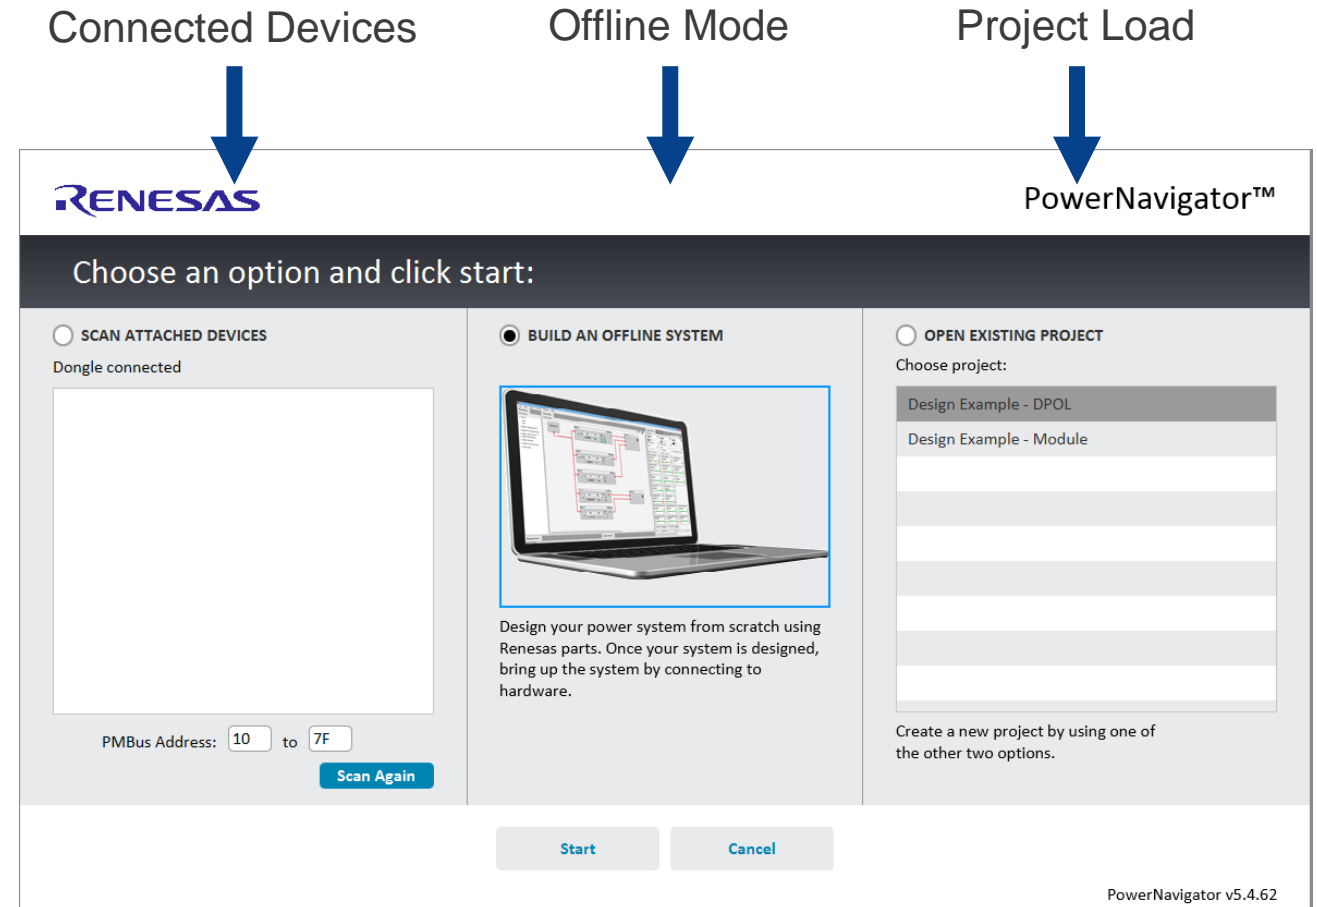 Connected Devices
Offline Mode
Project Load
RENESAS
PowerNavigator™
Choose an option and click start:
SCAN ATTACHED DEVICES
Dongle connected
PMBus Address: 10 to 7F
Scan Again
BUILD AN OFFLINE SYSTEM
Design your power system from scratch using
Renesas parts. Once your system is designed,
bring up the system by connecting to
hardware.
OPEN EXISTING PROJECT
Choose project:
Design Example - DPOL
Design Example - Module
Create a new project by using one of
the other two options.
Start
Cancel
PowerNavigator v5.4.62